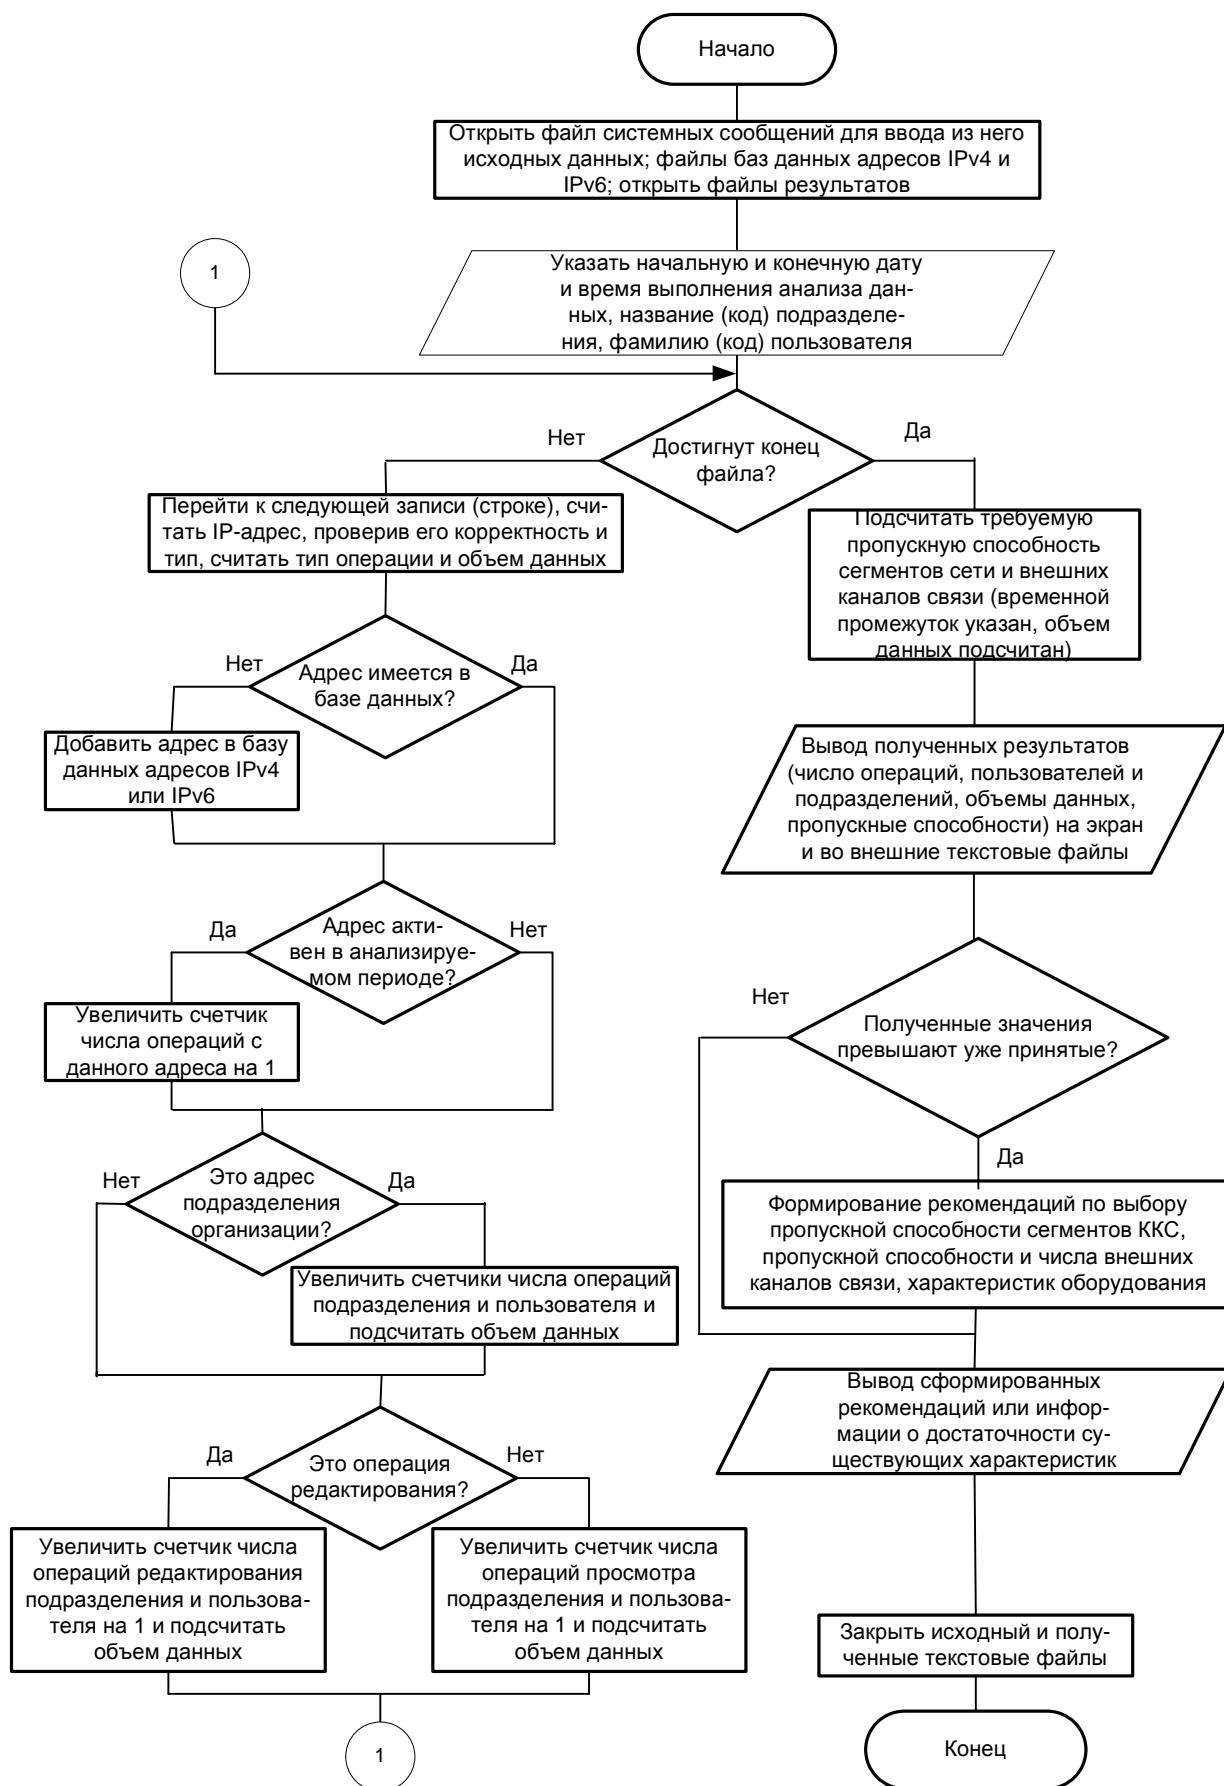 Начало
Открыть файл системных сообщений для ввода из него
исходных данных; файлы баз данных адресов IPv4 и
IPv6; открыть файлы результатов
1
Указать начальную и конечную дату
и время выполнения анализа дан-
ных, название (код) подразделе-
ния, фамилию (код) пользователя
Нет
Достигнут конец
файла?
Да
Перейти к следующей записи (строке), счи-
тать IP-адрес, проверив его корректность и
тип, считать тип операции и объем данных
Нет
Адрес имеется в
базе данных?
Да
Добавить адрес в базу
данных адресов IPv4
или IPv6
Да
Адрес акти-
вен в анализируе-
мом периоде?
Нет
Увеличить счетчик
числа операций с
данного адреса на 1
Нет
Это адрес
подразделения
организации?
Да
Увеличить счетчики числа операций
подразделения и пользователя и
подсчитать объем данных
Да
Это операция
редактирования?
Нет
Увеличить счетчик числа
операций редактирования
подразделения и пользова-
теля на 1 и подсчитать
объем данных
Увеличить счетчик числа
операций просмотра
подразделения и пользова-
теля на 1 и подсчитать
объем данных
1
Подсчитать требуемую
пропускную способность
сегментов сети и внешних
каналов связи (временной
промежуток указан, объем
данных подсчитан)
Вывод полученных результатов
(число операций, пользователей и
подразделений, объемы данных,
пропускные способности) на экран
и во внешние текстовые файлы
Нет
Полученные значения
превышают уже принятые?
Да
Формирование рекомендаций по выбору
пропускной способности сегментов ККС,
пропускной способности и числа внешних
каналов связи, характеристик оборудования
Вывод сформированных
рекомендаций или инфор-
мации о достаточности су-
ществующих характеристик
Закрыть исходный и полу-
ченные текстовые файлы
Конец